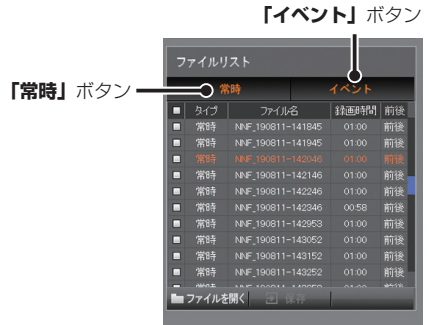 「イベント」ボタン
「常時」ボタン
ファイルリスト
常時 イベント
タイプ ファイル名 録画時間 前後
常時 NNF_190811-141845 01:00 前後
常時 NNF_190811-141945 01:00 前後
常時 NNF_190811-142046 01:00 前後
常時 NNF_190811-142146 01:00 前後
常時 NNF_190811-142246 01:00 前後
常時 NNF_190811-142346 00:58 前後
常時 NNF_190811-142953 01:00 前後
常時 NNF_190811-143052 01:00 前後
常時 NNF_190811-143152 01:00 前後
常時 NNF_190811-143252 01:00 前後
ファイルを開く 保存